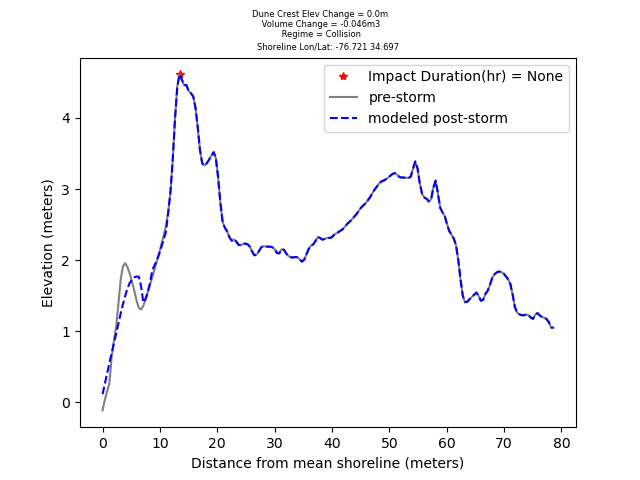 Dune Crest Elev Change = 0.0m
Volume Change = -0.046m3
Regime = Collision
Shoreline Lon/Lat: -76.721 34.697
Impact Duration(hr) = None
pre-storm
modeled post-storm
Elevation (meters)
4
3
2
1
0
0 10 20 30 40 50 60 70 80
Distance from mean shoreline (meters)